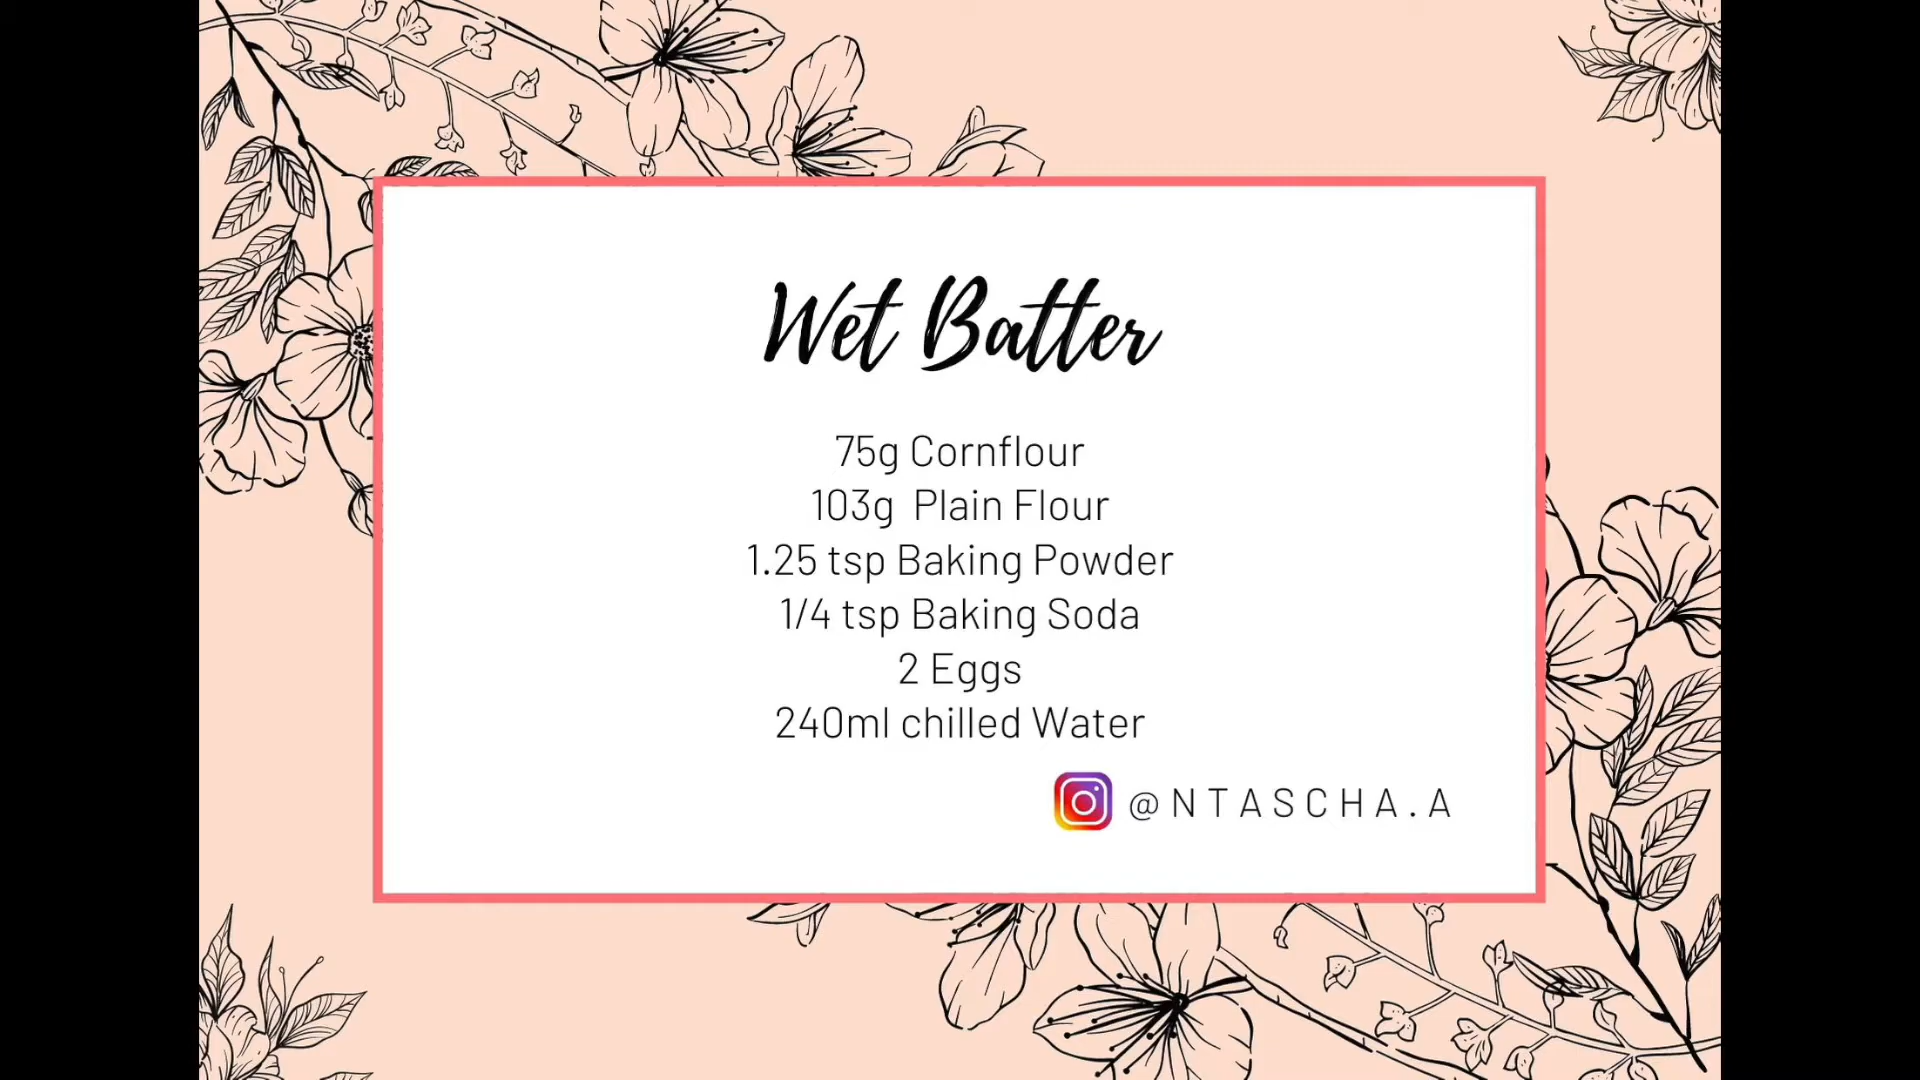 Wet Batter
75g Cornflour
103g Plain Flour
1.25 tsp Baking Powder
1/4 tsp Baking Soda
2 Eggs
240ml chilled Water
@NTASCHA.A